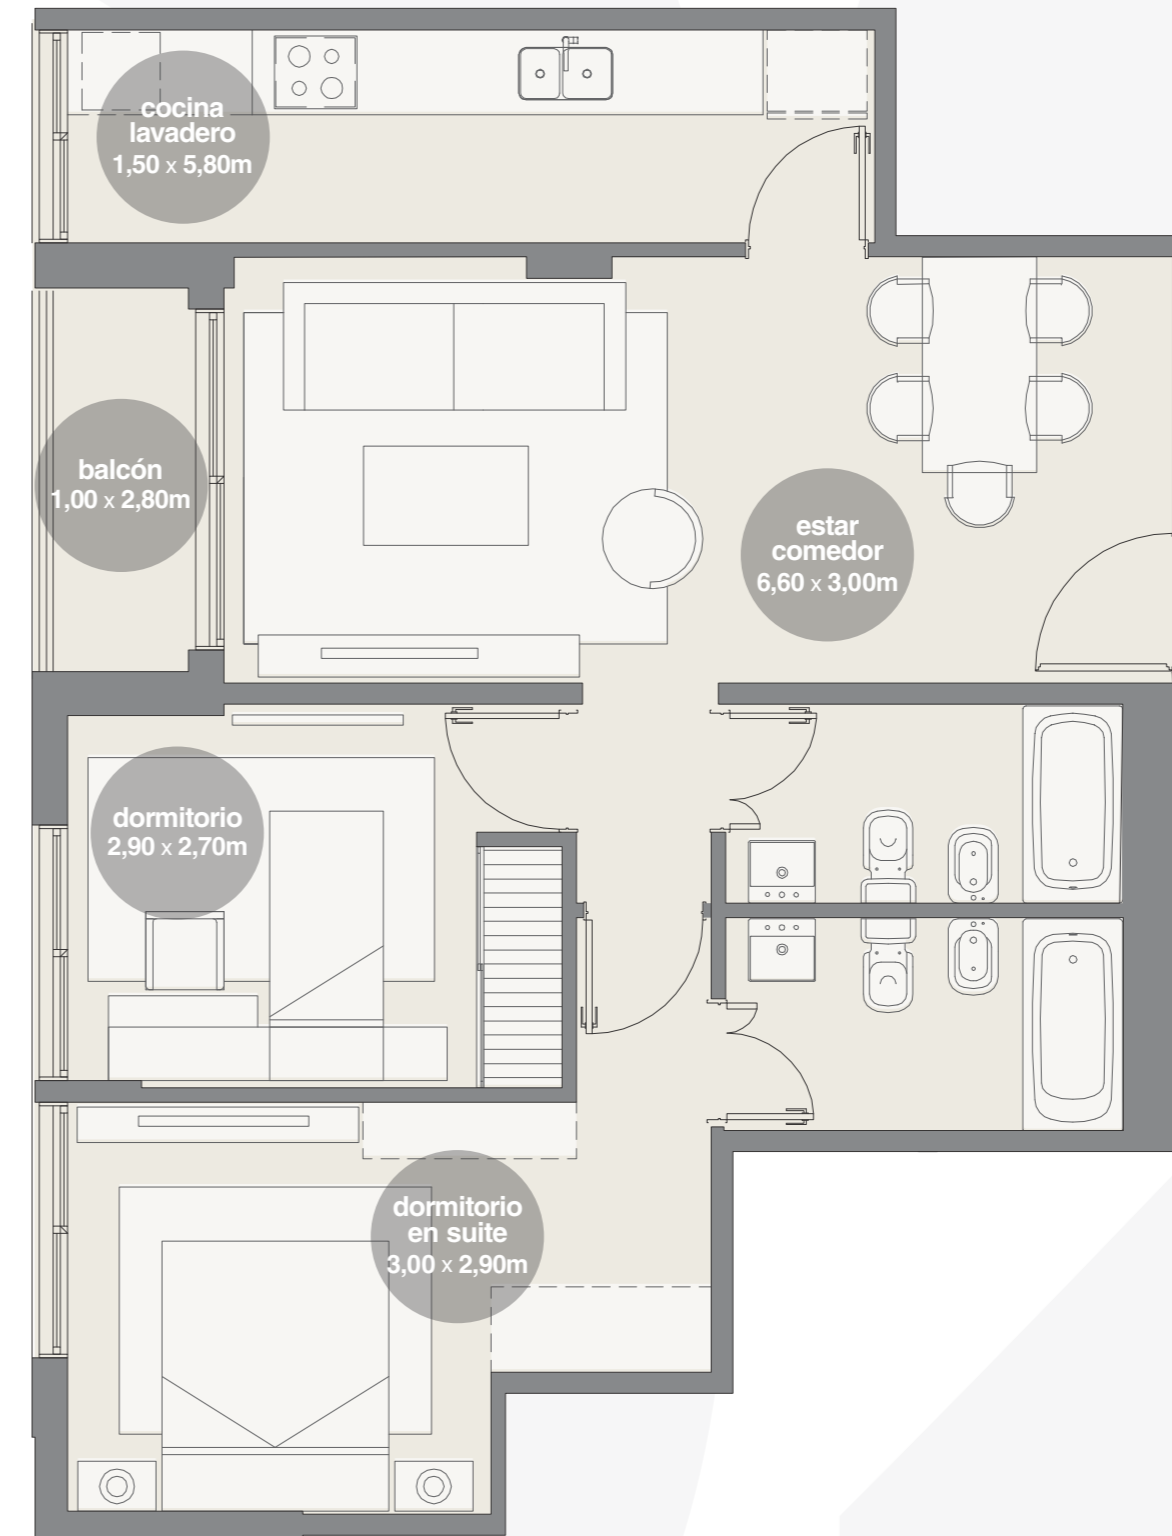 cocina
lavadero
1,50 x 5,80m
balcón
1,00 x 2,80m
estar
comedor
6,60 x 3,00m
dormitorio
2,90 x 2,70m
dormitorio
en suite
3,00 x 2,90m